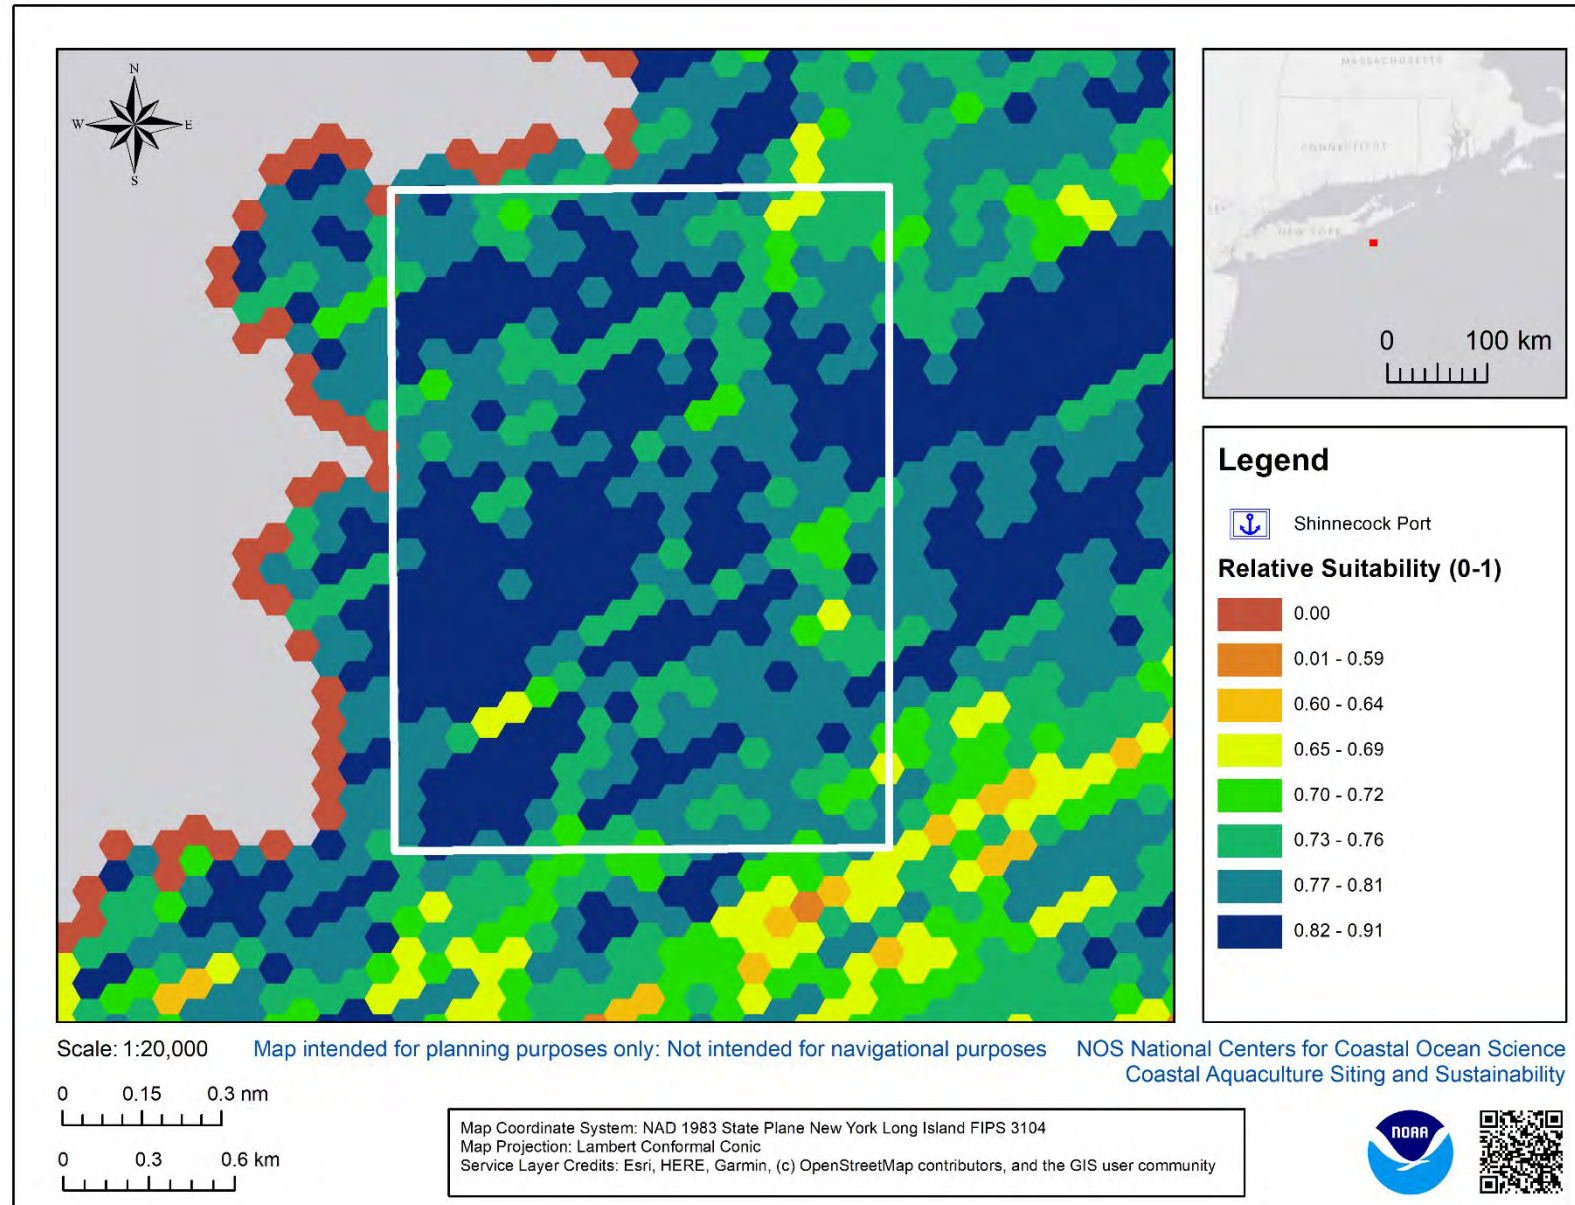 N
W
E
S
MASSACHUSETTS
CONNECTICUT
NEW YORK
0 100 km
Legend
Shinnecock Port
Relative Suitability (0-1)
0.00
0.01 - 0.59
0.60 - 0.64
0.65 - 0.69
0.70 - 0.72
0.73 - 0.76
0.77 - 0.81
0.82 - 0.91
Scale: 1:20,000
Map intended for planning purposes only: Not intended for navigational purposes
NOS National Centers for Coastal Ocean Science
Coastal Aquaculture Siting and Sustainability
0 0.15 0.3 nm
0 0.3 0.6 km
Map Coordinate System: NAD 1983 State Plane New York Long Island FIPS 3104
Map Projection: Lambert Conformal Conic
Service Layer Credits: Esri, HERE, Garmin, (c) OpenStreetMap contributors, and the GIS user community
NOAA